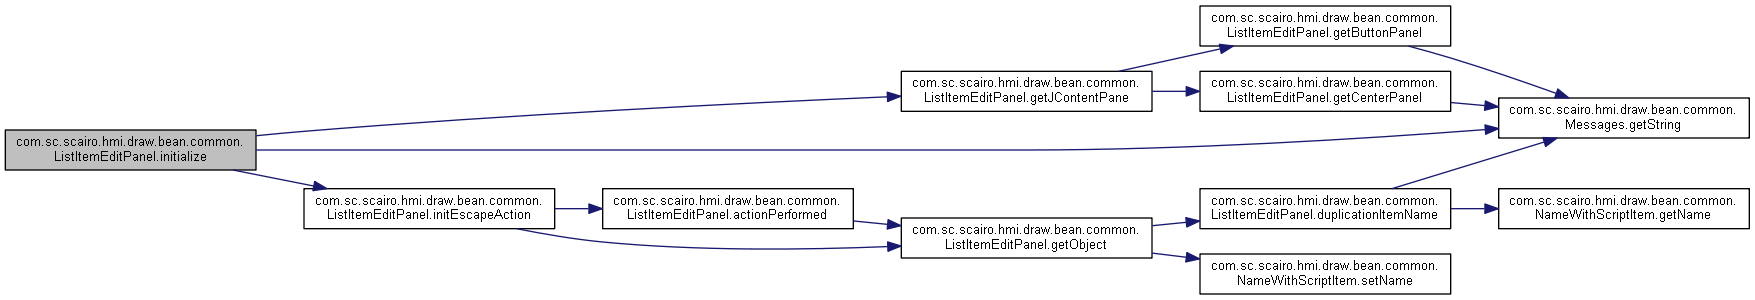 com.sc.scairo.hmi.draw.bean.common.
ListItemEditPanel.initialize
com.sc.scairo.hmi.draw.bean.common.
ListItemEditPanel.getJContentPane
com.sc.scairo.hmi.draw.bean.common.
ListItemEditPanel.getButtonPanel
com.sc.scairo.hmi.draw.bean.common.
ListItemEditPanel.getCenterPanel
com.sc.scairo.hmi.draw.bean.common.
Messages.getString
com.sc.scairo.hmi.draw.bean.common.
ListItemEditPanel.initEscapeAction
com.sc.scairo.hmi.draw.bean.common.
ListItemEditPanel.actionPerformed
com.sc.scairo.hmi.draw.bean.common.
ListItemEditPanel.getObject
com.sc.scairo.hmi.draw.bean.common.
ListItemEditPanel.duplicationItemName
com.sc.scairo.hmi.draw.bean.common.
NameWithScriptItem.getName
com.sc.scairo.hmi.draw.bean.common.
NameWithScriptItem.setName